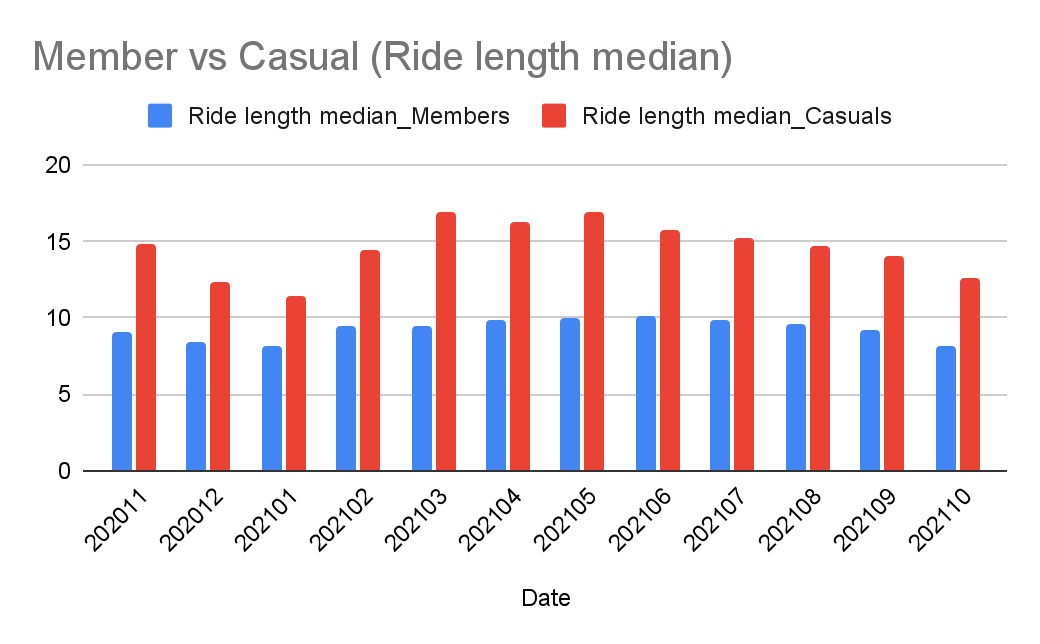 Member vs Casual (Ride length median)
Ride length median_Members Ride length median_Casuals
20
15
10
5
0
202011 202012 202101 202102 202103 202104 202105 202106 202107 202108 202109 202110
Date